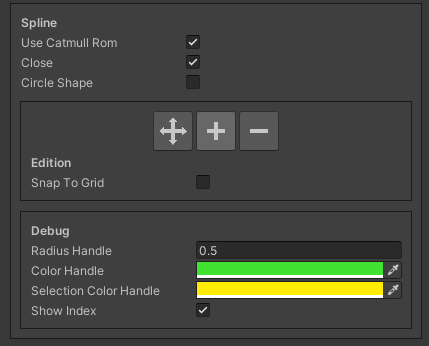 Spline
Use Catmull Rom
Close
Circle Shape
Edition
Snap To Grid
Debug
Radius Handle 0.5
Color Handle
Selection Color Handle
Show Index